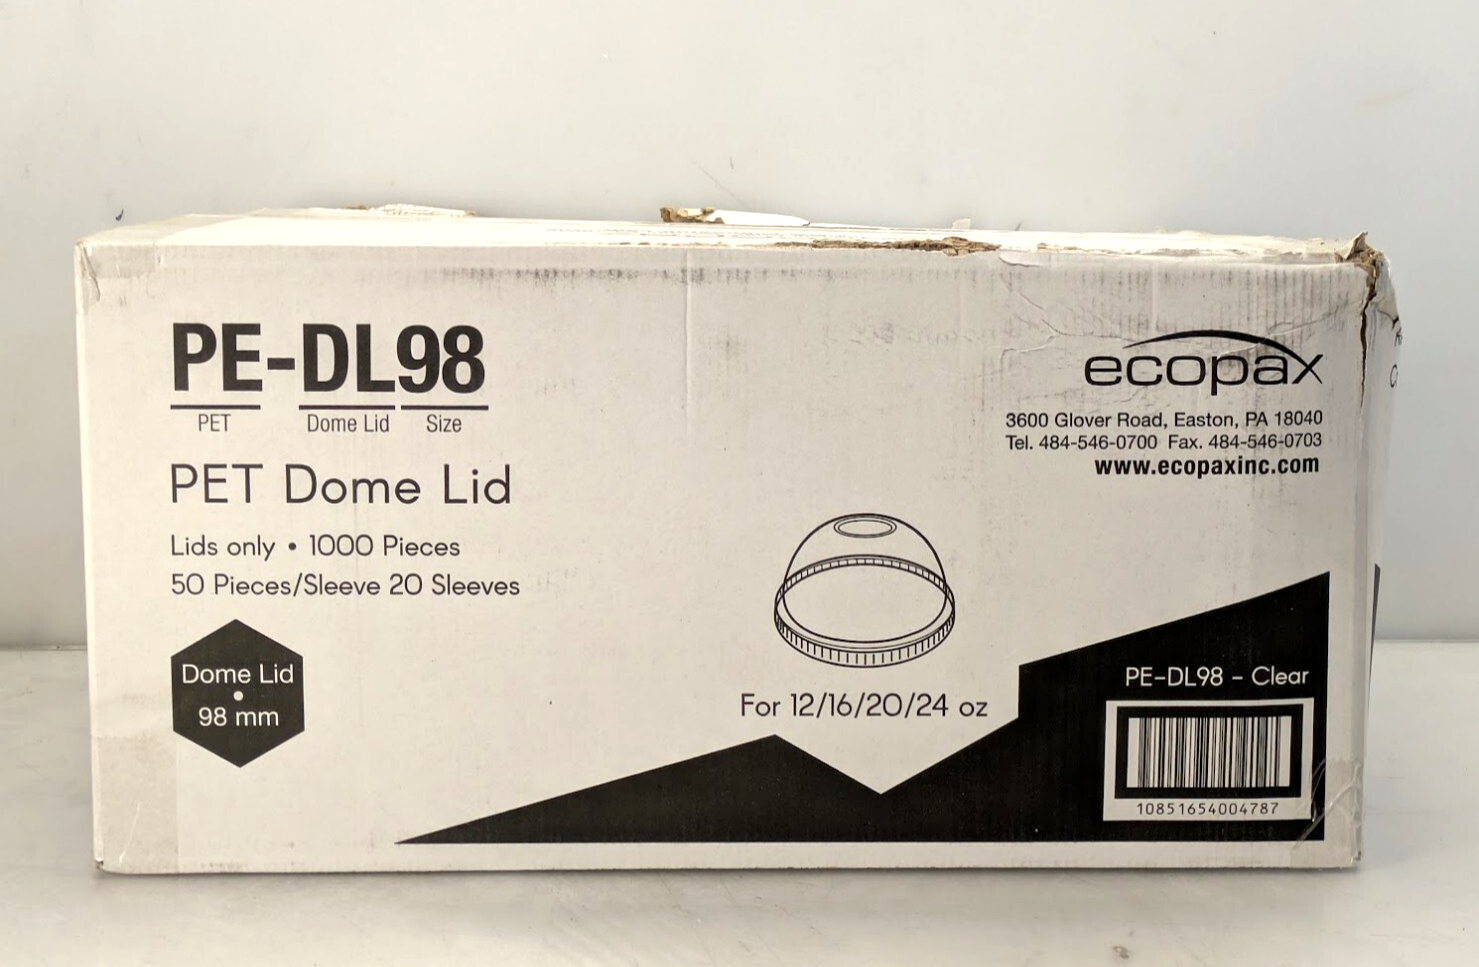 PE-DL98
PET Dome Lid Size
PET Dome Lid
Lids only • 1000 Pieces
50 Pieces/Sleeve 20 Sleeves
Dome Lid
•
98 mm
ecopax
3600 Glover Road, Easton, PA 18040
Tel. 484-546-0700 Fax. 484-546-0703
www.ecopaxinc.com
For 12/16/20/24 oz
PE-DL98 - Clear
10851654004787